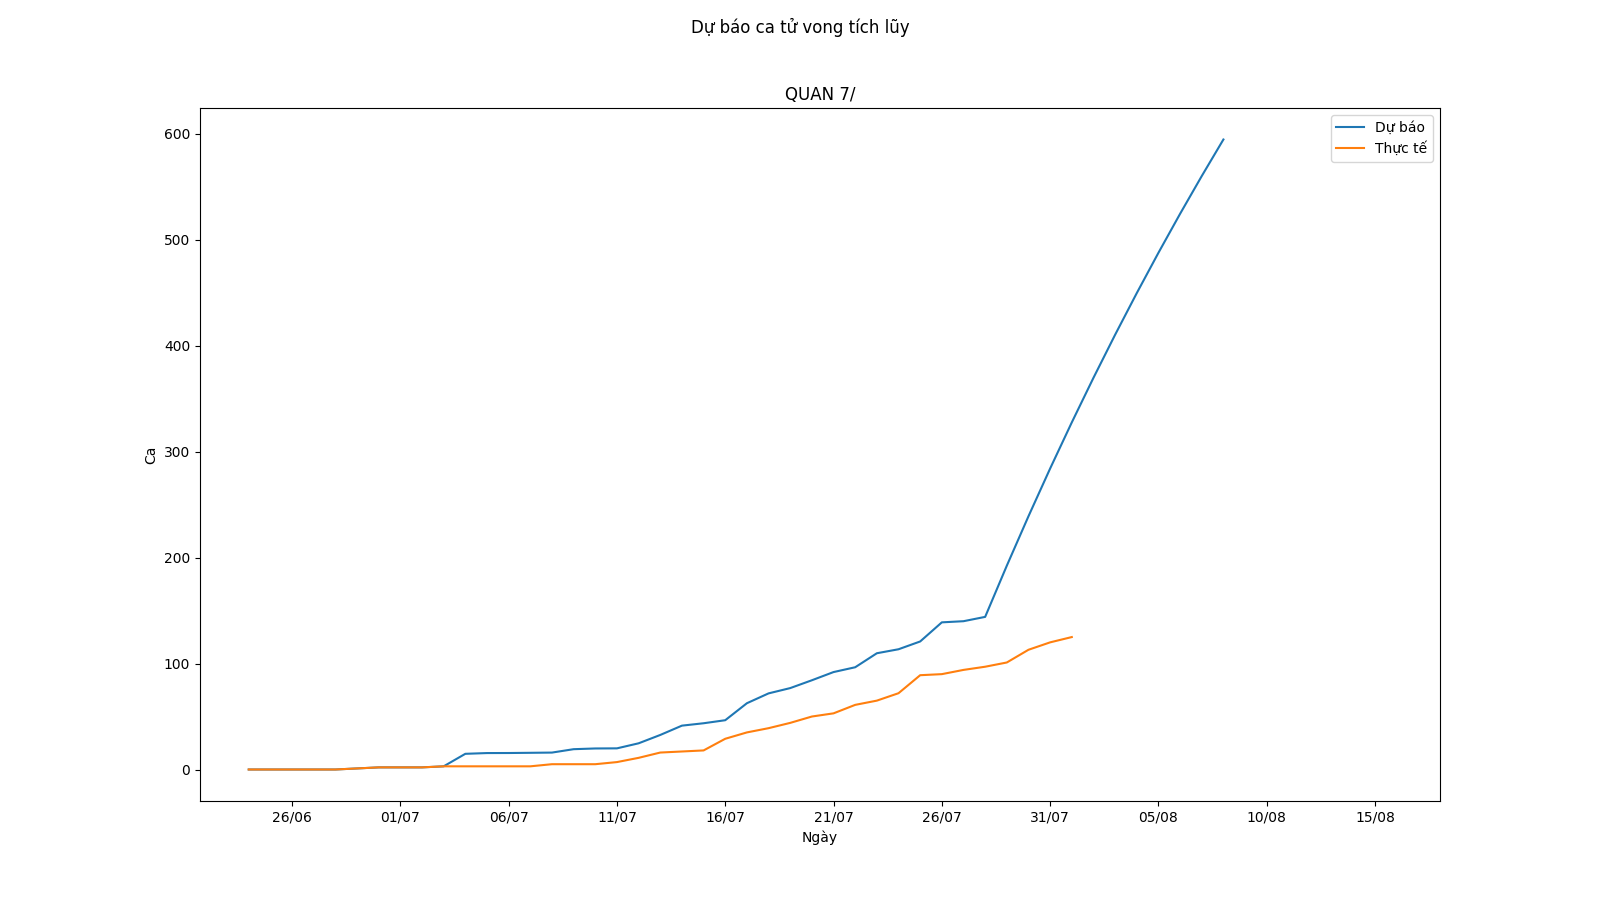 Dự báo ca tử vong tích lũy
QUAN 7/
Dự báo
Thực tế
600
500
400
300
200
100
0
Ca
26/06 01/07 06/07 11/07 16/07 21/07 26/07 31/07 05/08 10/08 15/08
Ngày